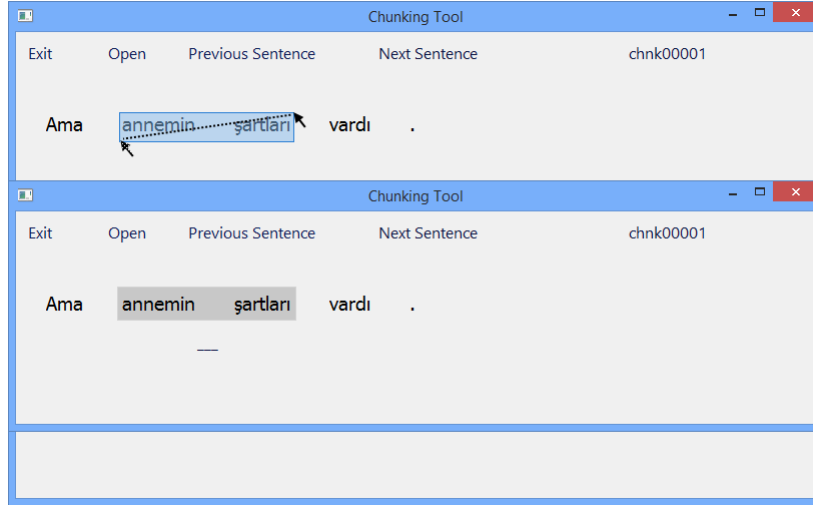 Chunking Tool
Exit Open Previous Sentence Next Sentence chnk00001
Ama annemin şartları vardı .
Chunking Tool
Exit Open Previous Sentence Next Sentence chnk00001
Ama annemin şartları vardı .
---